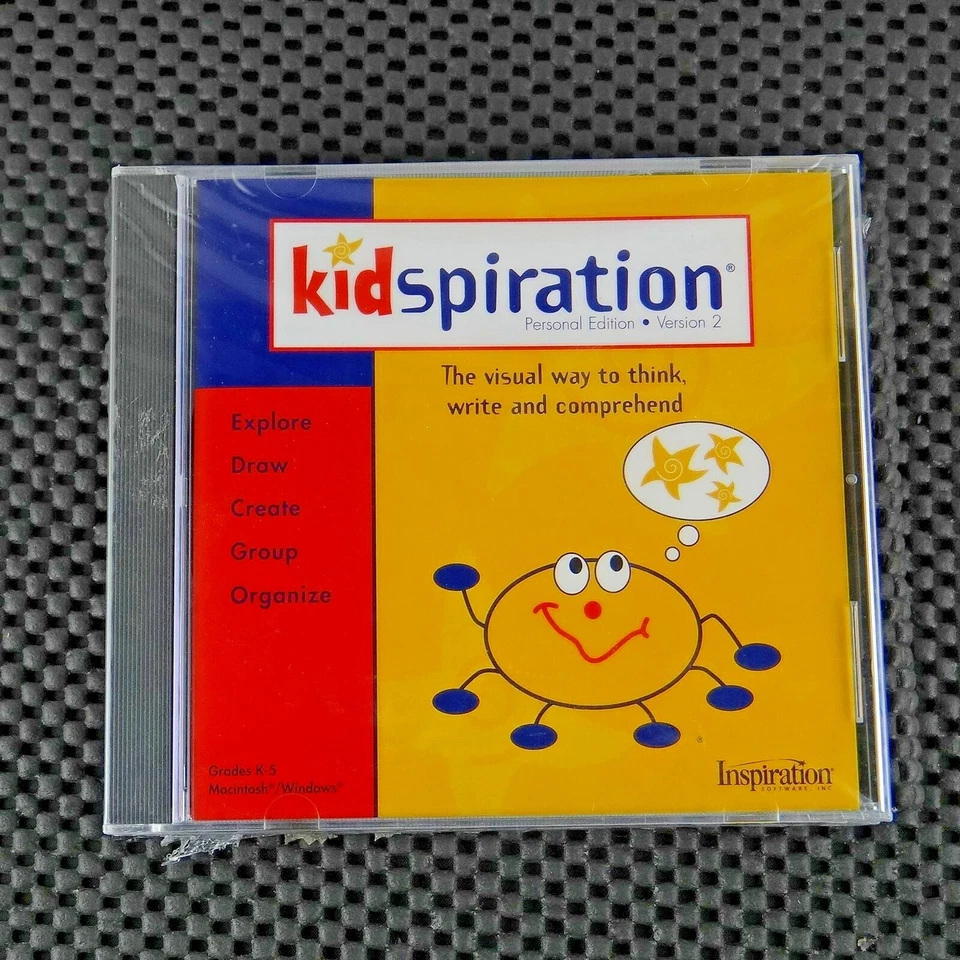 kidspiration®
Personal Edition • Version 2
The visual way to think,
write and comprehend
Explore
Draw
Create
Group
Organize
Grades K-5
Macintosh®/Windows®
Inspiration®
SOFTWARE, INC
®